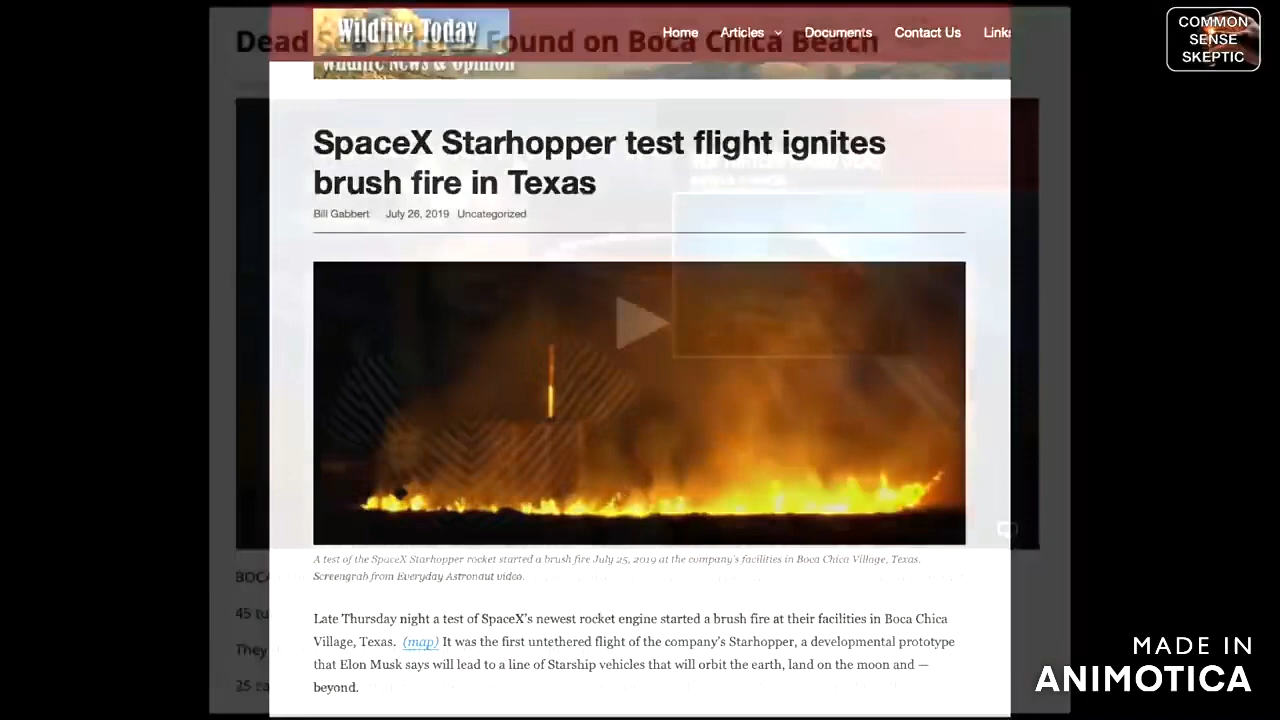 Wildfire Today
Home Articles Documents Contact Us Links
Dead Found on Boca Chica Beach
Wildfire News & Opinion
COMMON
SENSE
SKEPTIC
SpaceX Starhopper test flight ignites
brush fire in Texas
Bill Gabbert July 26, 2019 Uncategorized
A test of the SpaceX Starhopper rocket started a brush fire July 25, 2019 at the company's facilities in Boca Chica Village, Texas.
Screengrab from Everyday Astronaut video.
BOCA
45 tu
They
25 ea
Late Thursday night a test of SpaceX's newest rocket engine started a brush fire at their facilities in Boca Chica
Village, Texas. (map) It was the first untethered flight of the company's Starhopper, a developmental prototype
that Elon Musk says will lead to a line of Starship vehicles that will orbit the earth, land on the moon and —
beyond.
MADE IN
ANIMOTICA